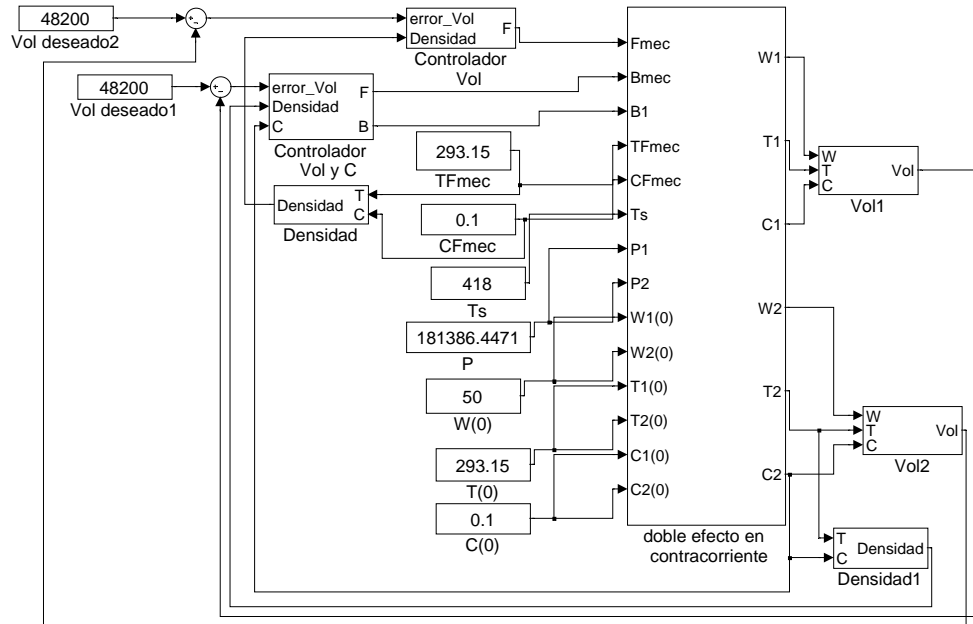 48200
Vol deseado2
+
-
error_Vol
Densidad
F
Controlador
Vol
48200
Vol deseado1
+
-
error_Vol
Densidad
C
F
B
Controlador
Vol y C
293.15
TFmec
Densidad
T
C
Densidad
0.1
CFmec
418
Ts
181386.4471
P
50
W(0)
293.15
T(0)
0.1
C(0)
Fmec
Bmec
B1
TFmec
CFmec
Ts
P1
P2
W1(0)
W2(0)
T1(0)
T2(0)
C1(0)
C2(0)
W1
T1
C1
W2
T2
C2
doble efecto en
contracorriente
W
T
C
Vol
Vol1
W
T
C
Vol
Vol2
T
C
Densidad
Densidad1